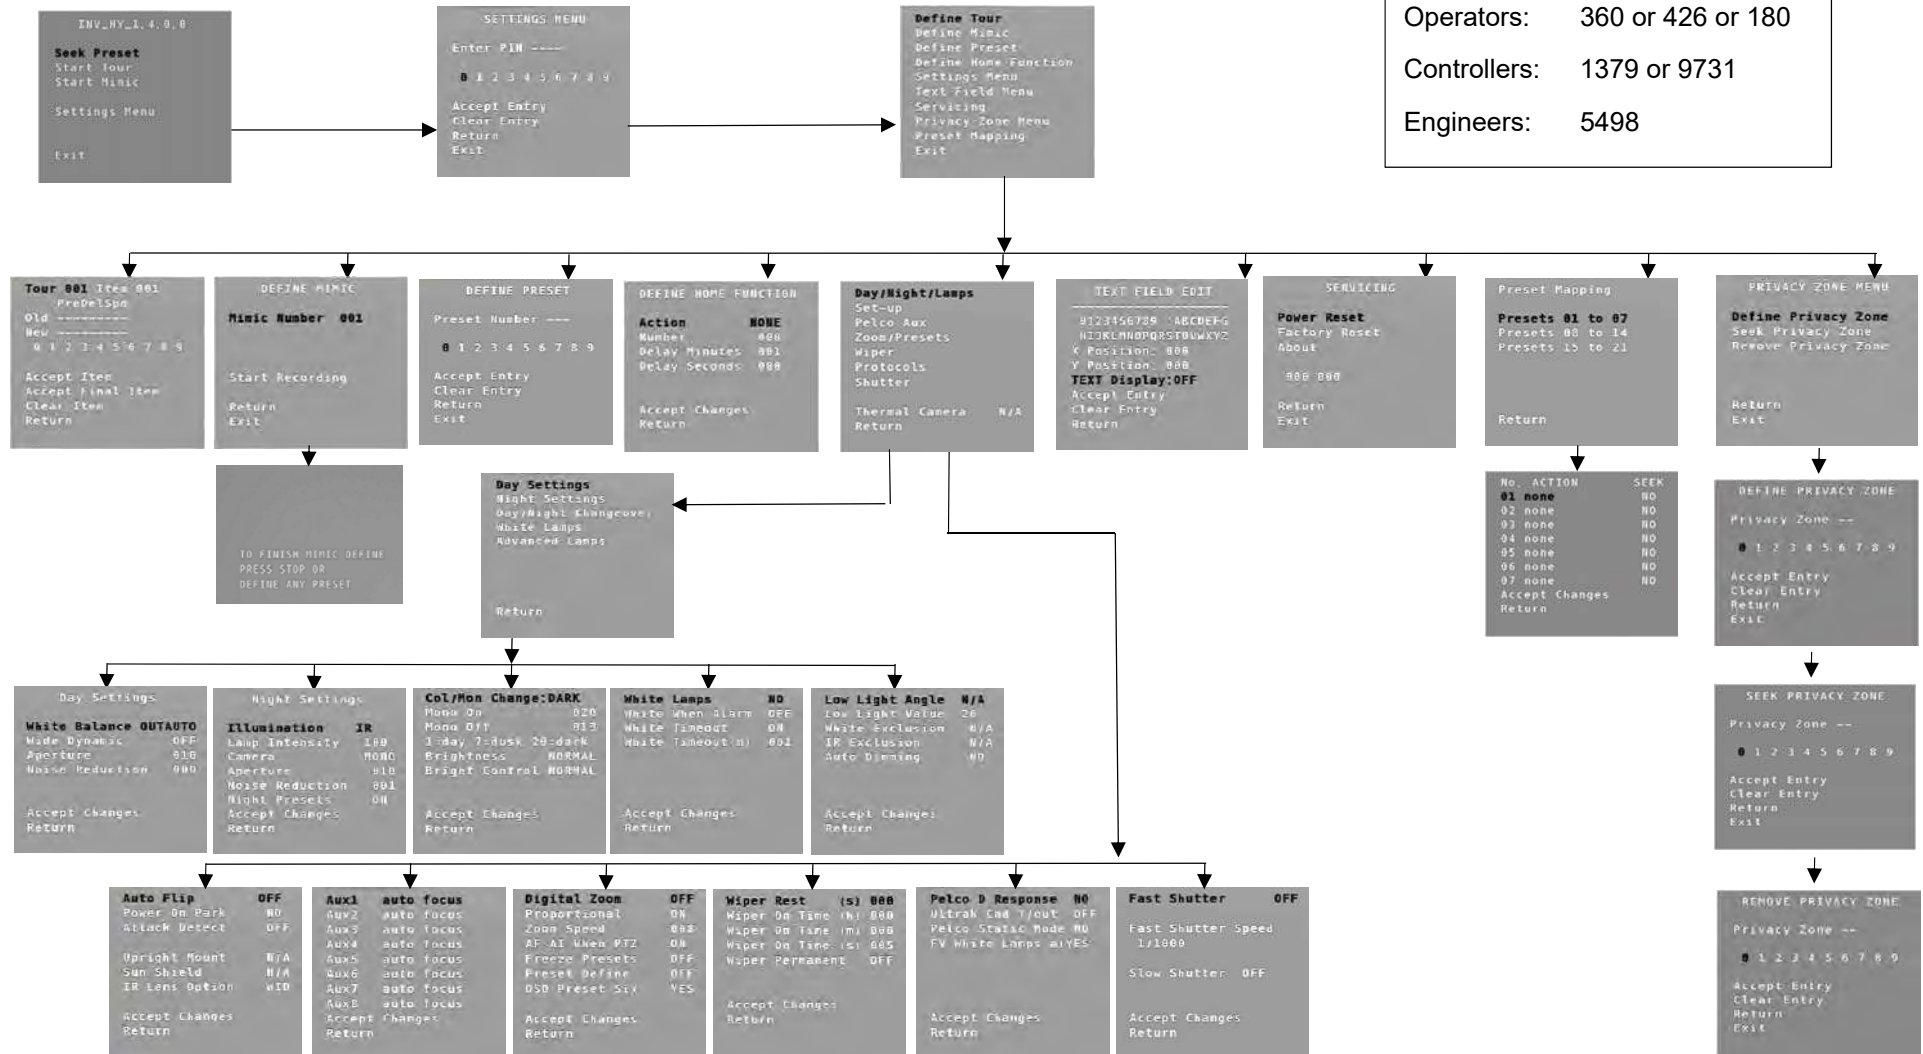 INV_HY_1.4.0.0
Seek Preset
Start Tour
Start Mimic
Settings Menu
Exit
SETTINGS MENU
Enter PIN ----
0 1 2 3 4 5 6 7 8 9
Accept Entry
Clear Entry
Return
Exit
Define Tour
Define Mimic
Define Preset
Define Home Function
Settings Menu
Text Field Menu
Servicing
Privacy Zone Menu
Preset Mapping
Exit
Operators: 360 or 426 or 180
Controllers: 1379 or 9731
Engineers: 5498
Tour 001 Item 001
PreDelSpd
Old ---------
New ---------
0 1 2 3 4 5 6 7 8 9
Accept Item
Accept Final Item
Clear Item
Return
DEFINE MIMIC
Mimic Number 001
Start Recording
Return
Exit
DEFINE PRESET
Preset Number ---
0 1 2 3 4 5 6 7 8 9
Accept Entry
Clear Entry
Return
Exit
DEFINE HOME FUNCTION
Action NONE
Number 000
Delay Minutes 001
Delay Seconds 000
Accept Changes
Return
Day/Night/Lamps
Set-up
Pelco Aux
Zoom/Presets
Wiper
Protocols
Shutter
Thermal Camera N/A
Return
TEXT FIELD EDIT
0123456789 :ABCDEFG
HIJKLMNOPQRSTUVWXYZ
X Position: 000
Y Position: 000
TEXT Display:OFF
Accept Entry
Clear Entry
Return
SERVICING
Power Reset
Factory Reset
About
000 000
Return
Exit
Preset Mapping
Presets 01 to 07
Presets 08 to 14
Presets 15 to 21
Return
PRIVACY ZONE MENU
Define Privacy Zone
Seek Privacy Zone
Remove Privacy Zone
Return
Exit
TO FINISH MIMIC DEFINE
PRESS STOP OR
DEFINE ANY PRESET
Day Settings
Night Settings
Day/Night Changeover
White Lamps
Advanced Lamps
Return
No. ACTION SEEK
01 none NO
02 none NO
03 none NO
04 none NO
05 none NO
06 none NO
07 none NO
Accept Changes
Return
DEFINE PRIVACY ZONE
Privacy Zone --
0 1 2 3 4 5 6 7 8 9
Accept Entry
Clear Entry
Return
Exit
Day Settings
White Balance OUTAUTO
Wide Dynamic OFF
Aperture 010
Noise Reduction 000
Accept Changes
Return
Night Settings
Illumination IR
Lamp Intensity 100
Camera MONO
Aperture 010
Noise Reduction 001
Night Presets ON
Accept Changes
Return
Col/Mon Change:DARK
Mono On 020
Mono Off 013
1=day 7=dusk 20=dark
Brightness NORMAL
Bright Control NORMAL
Accept Changes
Return
White Lamps NO
White When Alarm OFF
White Timeout ON
White Timeout(m) 001
Accept Changes
Return
Low Light Angle N/A
Low Light Value 26
White Exclusion N/A
IR Exclusion N/A
Auto Dimming NO
Accept Changes
Return
SEEK PRIVACY ZONE
Privacy Zone --
0 1 2 3 4 5 6 7 8 9
Accept Entry
Clear Entry
Return
Exit
Auto Flip OFF
Power On Park NO
Attack Detect OFF
Upright Mount N/A
Sun Shield N/A
IR Lens Option WID
Accept Changes
Return
Aux1 auto focus
Aux2 auto focus
Aux3 auto focus
Aux4 auto focus
Aux5 auto focus
Aux6 auto focus
Aux7 auto focus
Aux8 auto focus
Accept Changes
Return
Digital Zoom OFF
Proportional ON
Zoom Speed 008
AF AI When PTZ ON
Freeze Presets OFF
Preset Define OFF
OSD Preset Six YES
Accept Changes
Return
Wiper Rest (s) 000
Wiper On Time (h) 000
Wiper On Time (m) 000
Wiper On Time (s) 005
Wiper Permanent OFF
Accept Changes
Return
Pelco D Response NO
Ultrak Cmd T/out OFF
Pelco Static Mode NO
FV White Lamps alYES
Accept Changes
Return
Fast Shutter OFF
Fast Shutter Speed
1/1000
Slow Shutter OFF
Accept Changes
Return
REMOVE PRIVACY ZONE
Privacy Zone --
0 1 2 3 4 5 6 7 8 9
Accept Entry
Clear Entry
Return
Exit